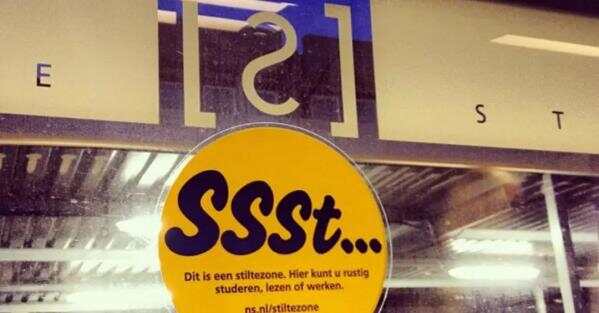 E [S] S T
Ssst...
Dit is een stiltezone. Hier kunt u rustig
studeren, lezen of werken.
ns.nl/stiltezone